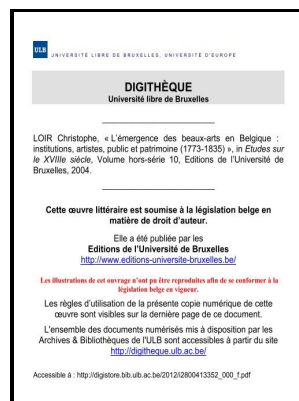 ULB
UNIVERSITÉ LIBRE DE BRUXELLES, UNIVERSITÉ D'EUROPE
DIGITHÈQUE
Université libre de Bruxelles
LOIR Christophe, « L'émergence des beaux-arts en Belgique :
institutions, artistes, public et patrimoine (1773-1835) », in Etudes sur
le XVIIIe siècle, Volume hors-série 10, Editions de l'Université de
Bruxelles, 2004.
Cette œuvre littéraire est soumise à la législation belge en
matière de droit d'auteur.
Elle a été publiée par les
Editions de l'Université de Bruxelles
http://www.editions-universite-bruxelles.be/
Les illustrations de cet ouvrage n'ont pu être reproduites afin de se conformer à la
législation belge en vigueur.
Les règles d'utilisation de la présente copie numérique de cette
œuvre sont visibles sur la dernière page de ce document.
L'ensemble des documents numérisés mis à disposition par les
Archives & Bibliothèques de l'ULB sont accessibles à partir du site
http://digitheque.ulb.ac.be/
Accessible à : http://digistore.bib.ulb.ac.be/2012/i2800413352_000_f.pdf